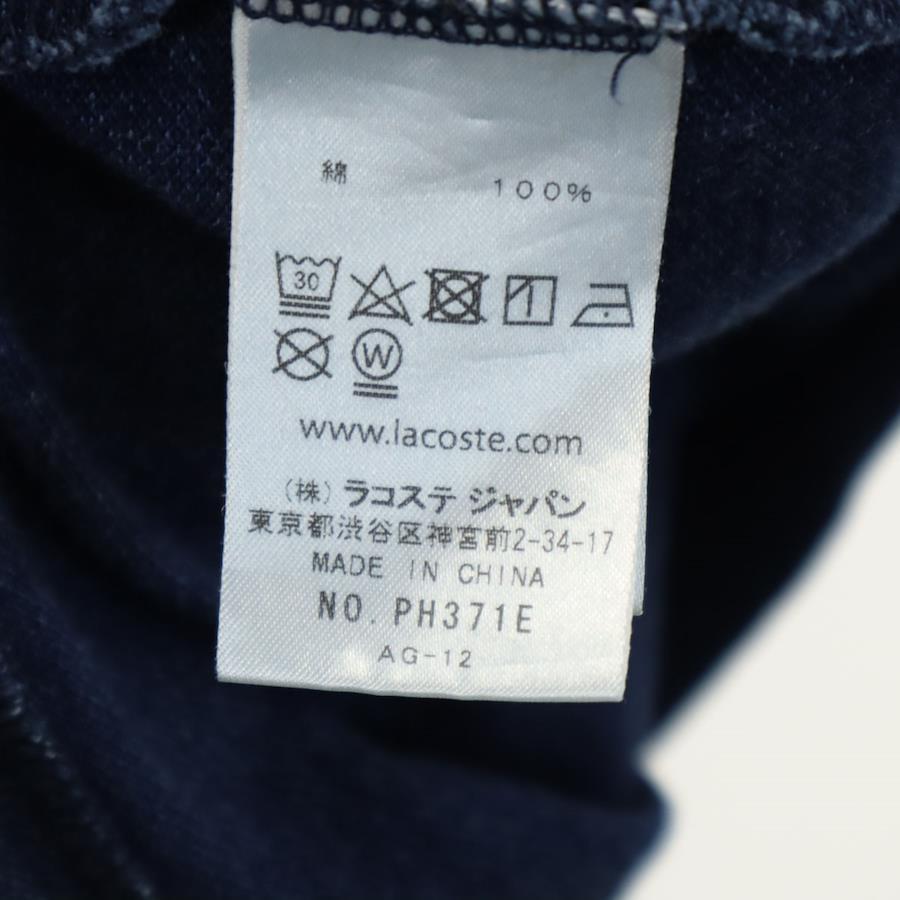 綿 100%
30
W
www.lacoste.com
(株) ラコステ ジャパン
東京都渋谷区神宮前2-34-17
MADE IN CHINA
NO. PH371E
AG-12